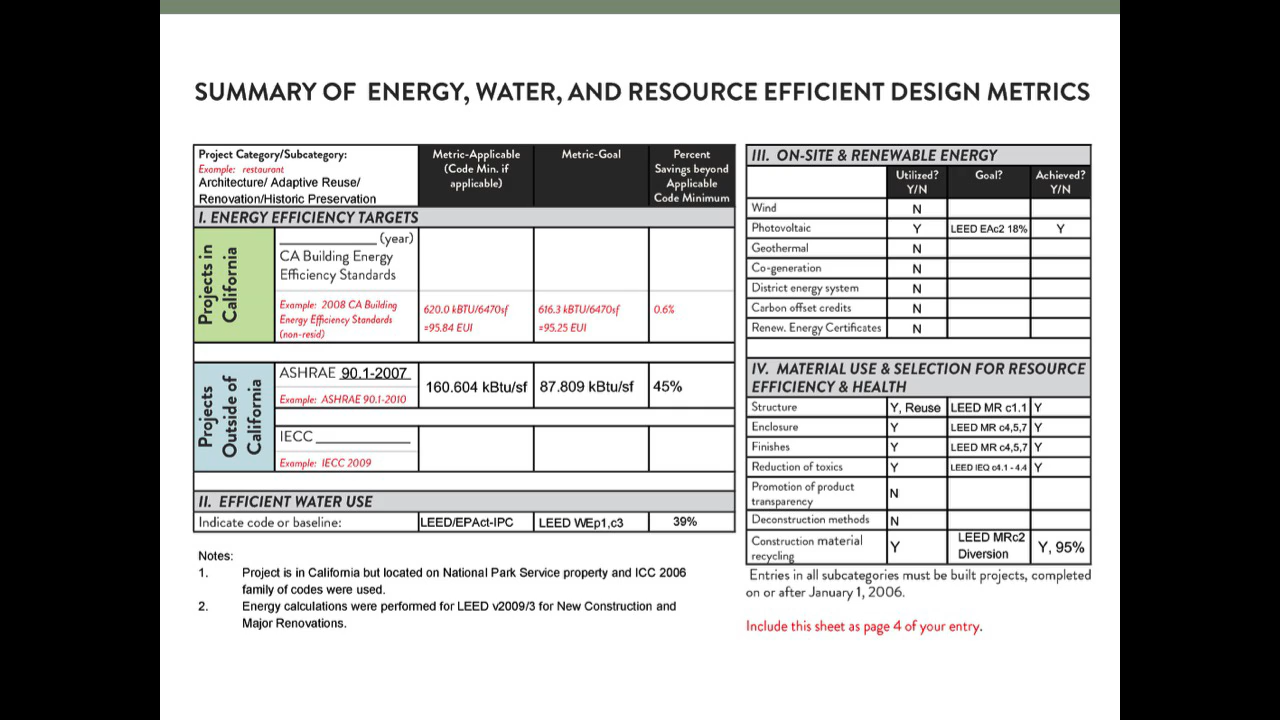 SUMMARY OF ENERGY, WATER, AND RESOURCE EFFICIENT DESIGN METRICS
Project Category/Subcategory:
Example: restaurant
Architecture/ Adaptive Reuse/
Renovation/Historic Preservation
Metric-Applicable
(Code Min. if
applicable)
Metric-Goal
Percent
Savings beyond
Applicable
Code Minimum
I. ENERGY EFFICIENCY TARGETS
Projects in
California
____________ (year)
CA Building Energy
Efficiency Standards
Example: 2008 CA Building
Energy Efficiency Standards
(non-resid)
620.0 kBTU/6470sf
=95.84 EUI
616.3 kBTU/6470sf
=95.25 EUI
0.6%
Projects
Outside of
California
ASHRAE 90.1-2007
Example: ASHRAE 90.1-2010
160.604 kBtu/sf
87.809 kBtu/sf
45%
IECC ____________
Example: IECC 2009
II. EFFICIENT WATER USE
Indicate code or baseline:
LEED/EPAct-IPC
LEED WEp1,c3
39%
Notes:
1. Project is in California but located on National Park Service property and ICC 2006
family of codes were used.
2. Energy calculations were performed for LEED v2009/3 for New Construction and
Major Renovations.
III. ON-SITE & RENEWABLE ENERGY
Utilized?
Y/N
Goal?
Achieved?
Y/N
Wind N
Photovoltaic Y LEED EAc2 18% Y
Geothermal N
Co-generation N
District energy system N
Carbon offset credits N
Renew. Energy Certificates N
IV. MATERIAL USE & SELECTION FOR RESOURCE
EFFICIENCY & HEALTH
Structure Y, Reuse LEED MR c1.1 Y
Enclosure Y LEED MR c4,5,7 Y
Finishes Y LEED MR c4,5,7 Y
Reduction of toxics Y LEED IEQ c4.1 - 4.4 Y
Promotion of product
transparency
N
Deconstruction methods N
Construction material
recycling
Y
LEED MRc2
Diversion
Y, 95%
Entries in all subcategories must be built projects, completed
on or after January 1, 2006.
Include this sheet as page 4 of your entry.